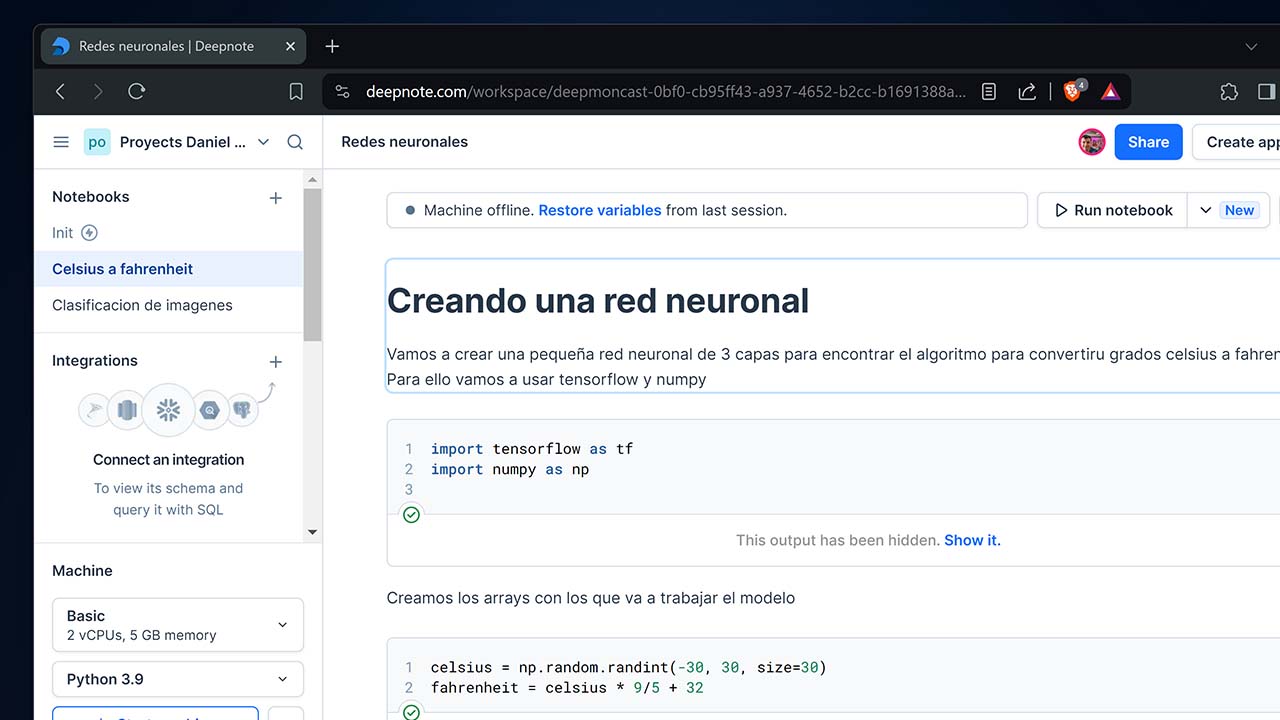 Redes neuronales | Deepnote
deepnote.com/workspace/deepmoncast-0bf0-cb95ff43-a937-4652-b2cc-b1691388a...
4
po Proyects Daniel ...
Redes neuronales
Share
Create app
Notebooks
Init
Celsius a fahrenheit
Clasificacion de imagenes
Integrations
Connect an integration
To view its schema and
query it with SQL
Machine
Basic
2 vCPUs, 5 GB memory
Python 3.9
Machine offline. Restore variables from last session.
Run notebook
New
Creando una red neuronal
Vamos a crear una pequeña red neuronal de 3 capas para encontrar el algoritmo para convertiru grados celsius a fahren
Para ello vamos a usar tensorflow y numpy
1 import tensorflow as tf
2 import numpy as np
3
This output has been hidden. Show it.
Creamos los arrays con los que va a trabajar el modelo
1 celsius = np.random.randint(-30, 30, size=30)
2 fahrenheit = celsius * 9/5 + 32